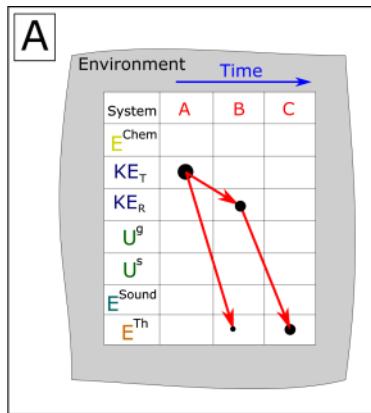 A
Environment
Time
System A B C
E^Chem
KE_T
KE_R
U^g
U^s
E^Sound
E^Th